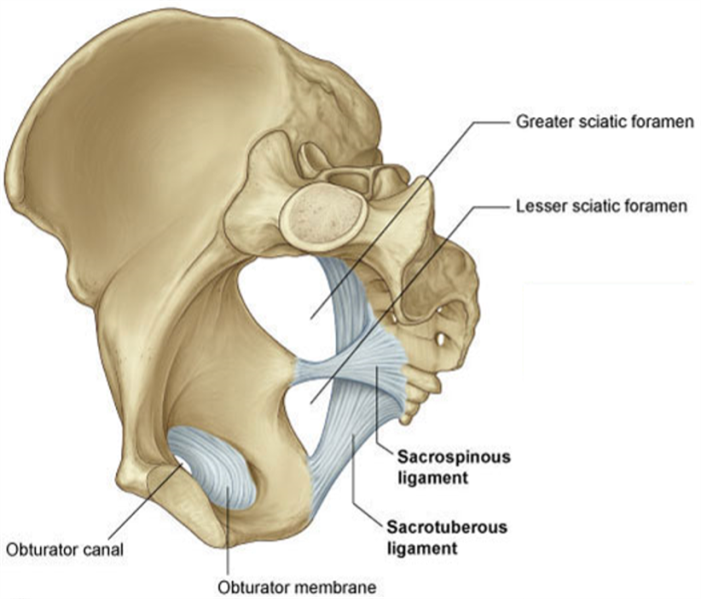 Greater sciatic foramen
Lesser sciatic foramen
Sacrospinous
ligament
Sacrotuberous
ligament
Obturator canal
Obturator membrane